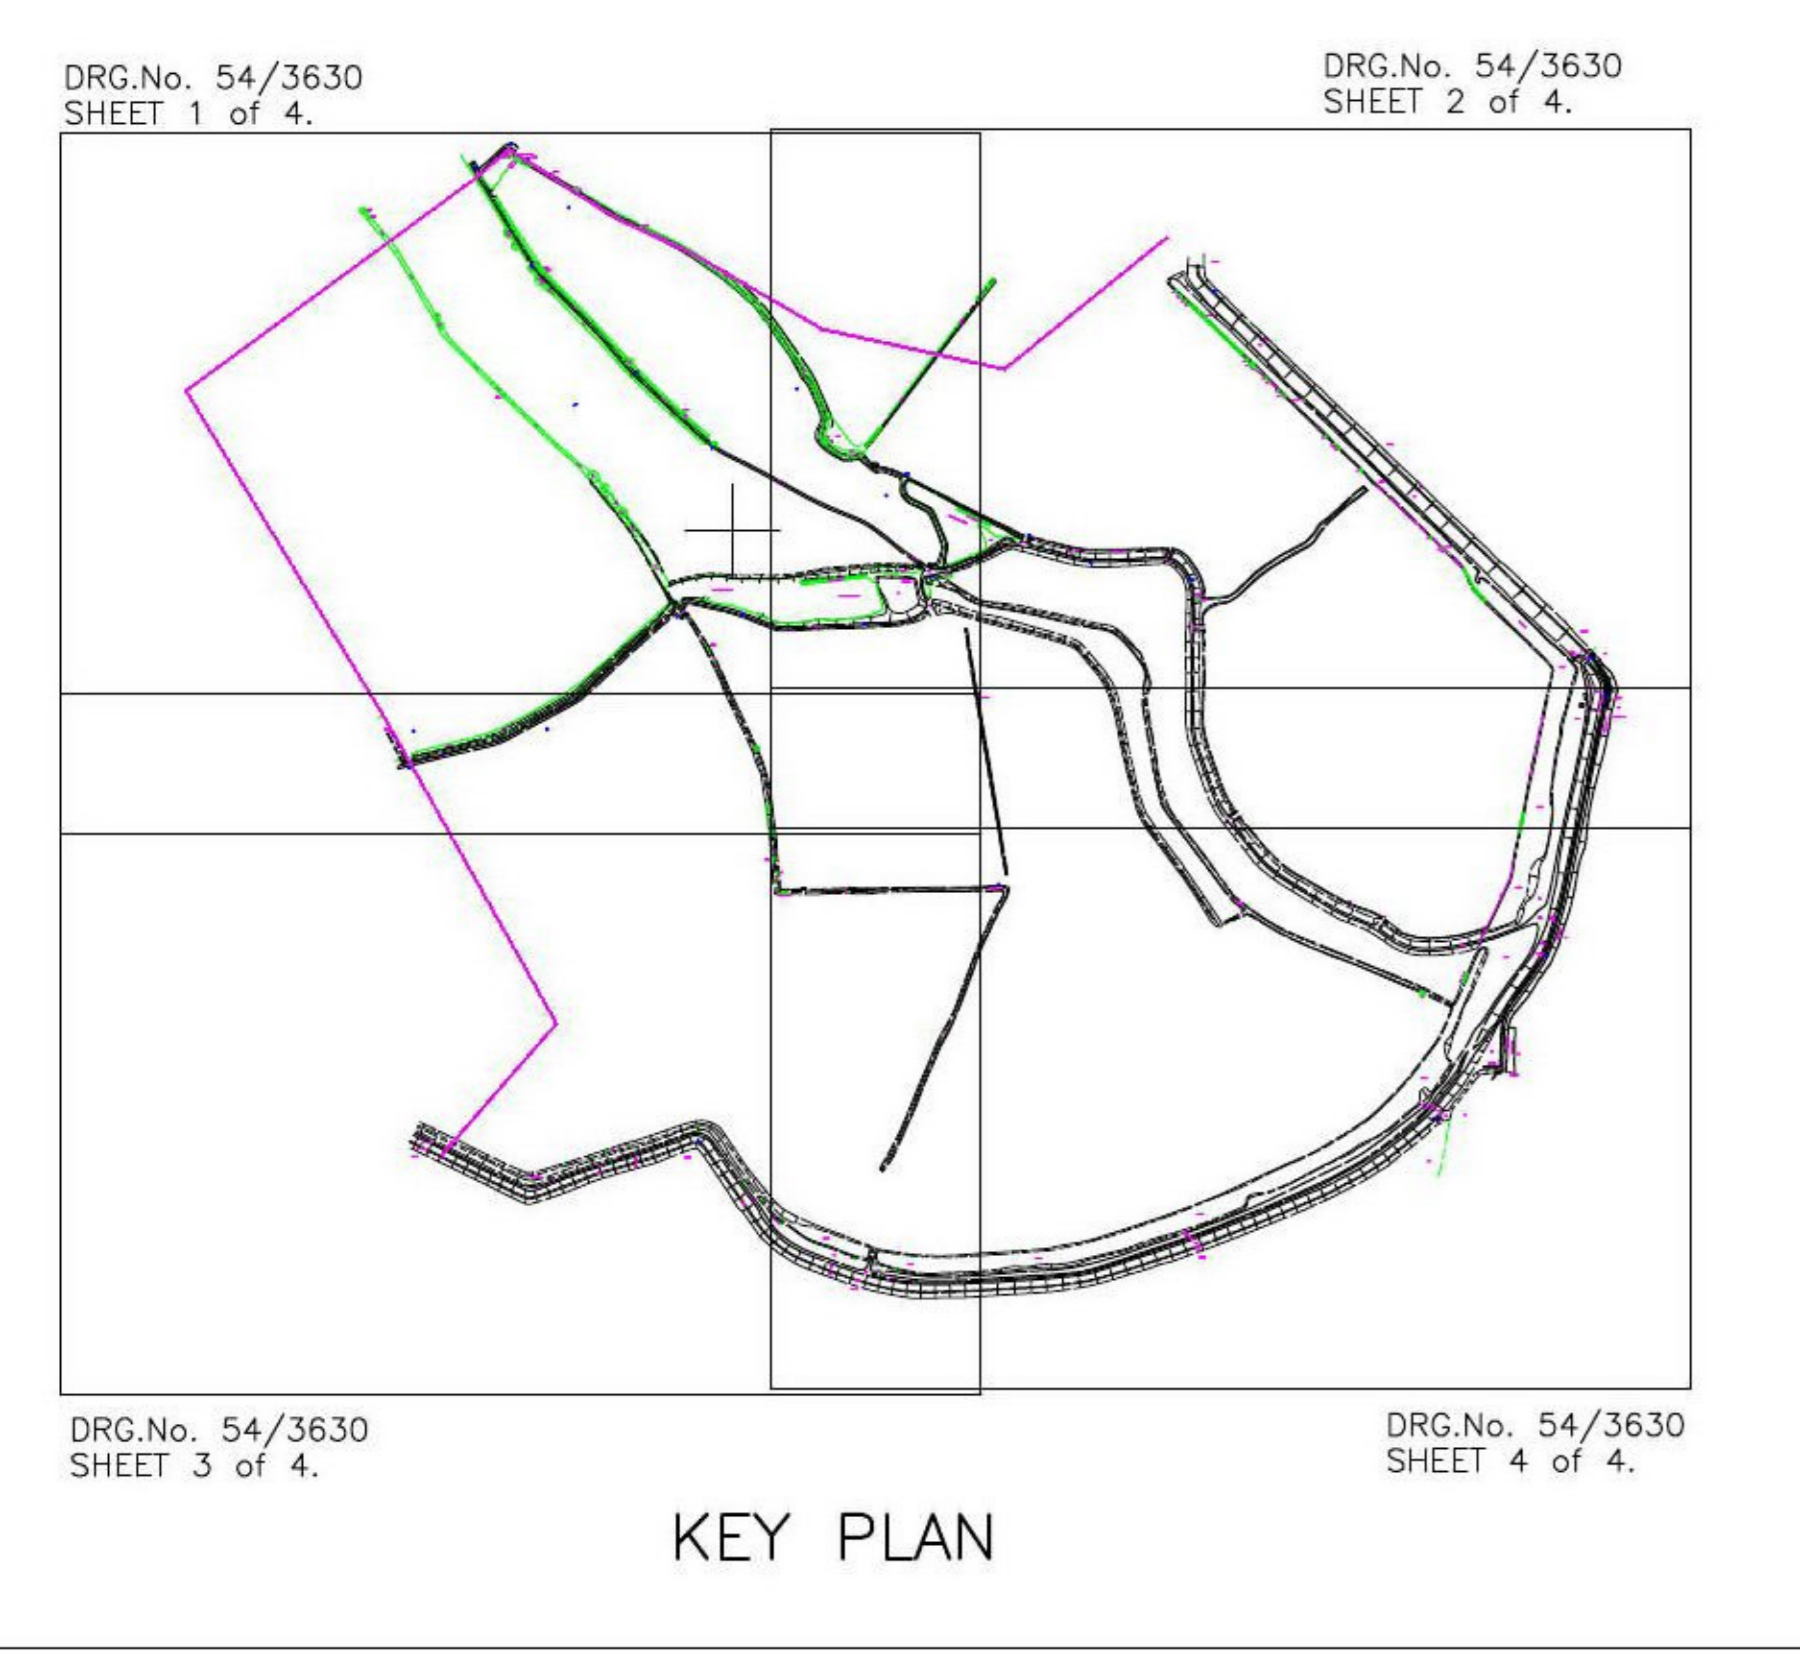 DRG.No. 54/3630
SHEET 1 of 4.
DRG.No. 54/3630
SHEET 2 of 4.
DRG.No. 54/3630
SHEET 3 of 4.
DRG.No. 54/3630
SHEET 4 of 4.
KEY PLAN